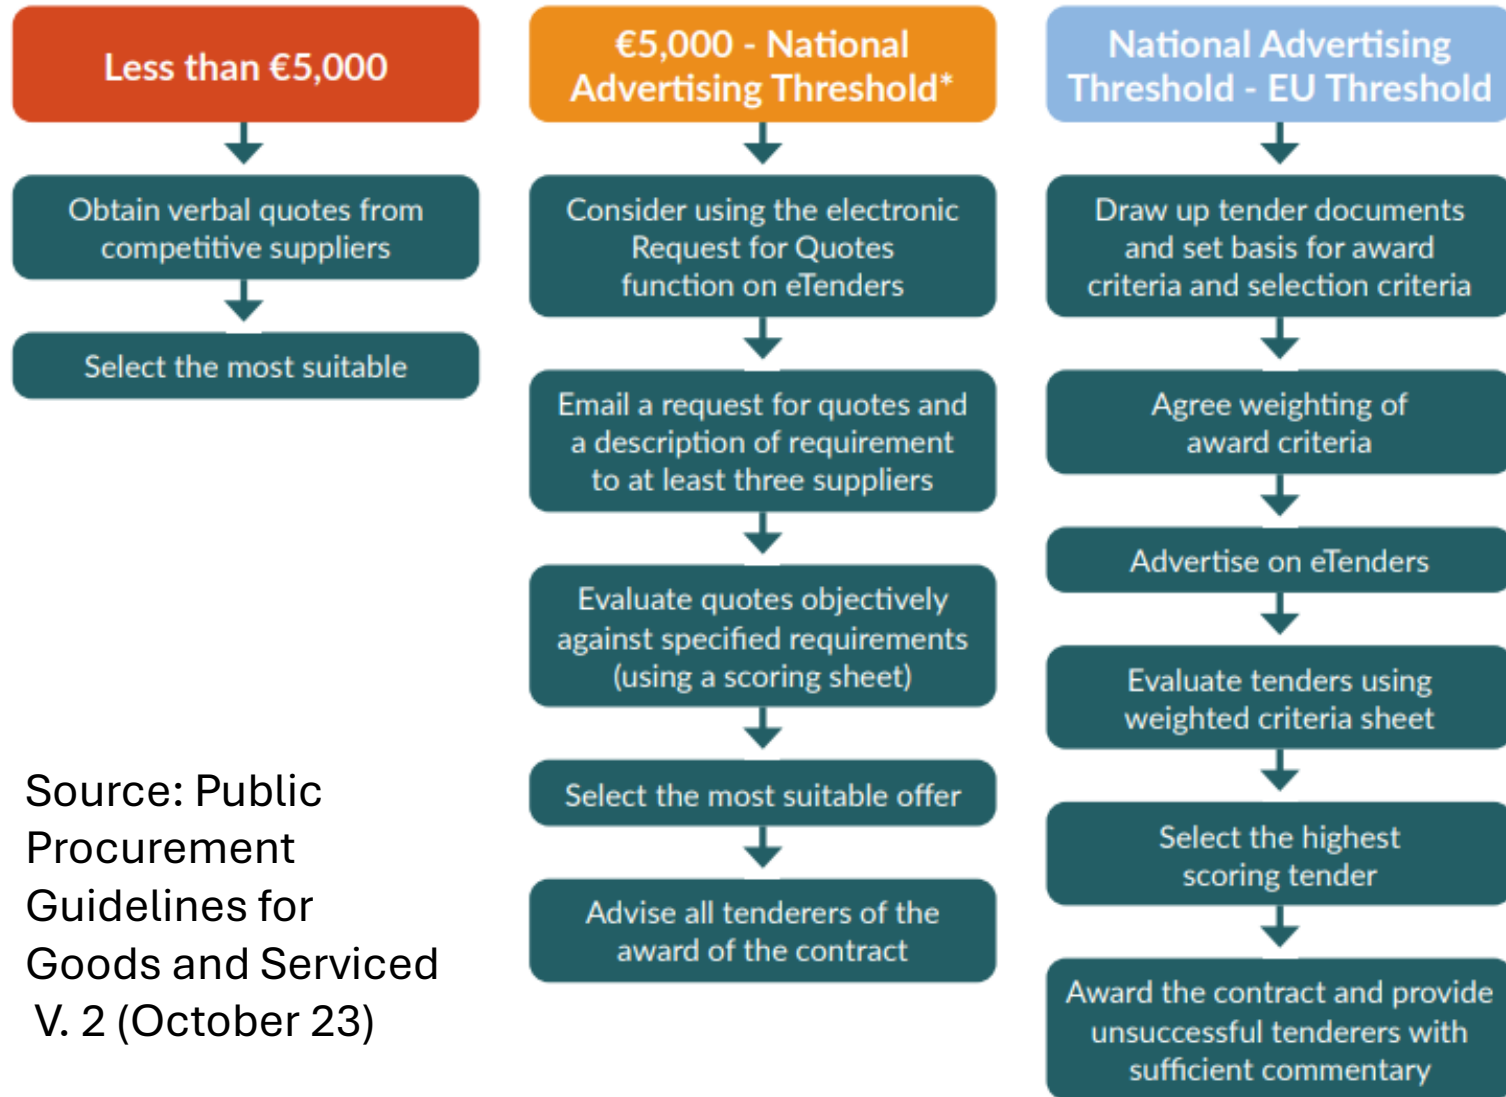 Less than €5,000
Obtain verbal quotes from
competitive suppliers
Select the most suitable
€5,000 - National
Advertising Threshold*
Consider using the electronic
Request for Quotes
function on eTenders
Email a request for quotes and
a description of requirement
to at least three suppliers
Evaluate quotes objectively
against specified requirements
(using a scoring sheet)
Select the most suitable offer
Advise all tenderers of the
award of the contract
National Advertising
Threshold - EU Threshold
Draw up tender documents
and set basis for award
criteria and selection criteria
Agree weighting of
award criteria
Advertise on eTenders
Evaluate tenders using
weighted criteria sheet
Select the highest
scoring tender
Award the contract and provide
unsuccessful tenderers with
sufficient commentary
Source: Public
Procurement
Guidelines for
Goods and Serviced
V. 2 (October 23)